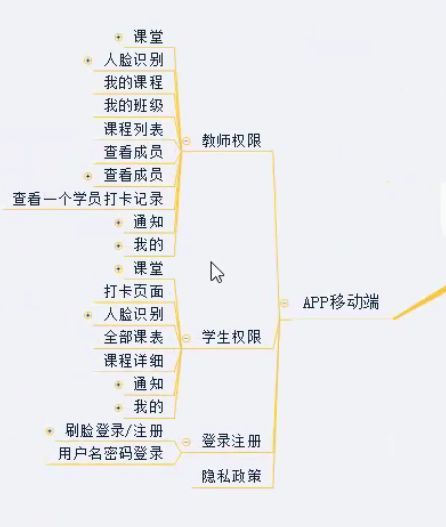 课堂
人脸识别
我的课程
我的班级
课程列表
查看成员
查看成员
查看一个学员打卡记录
通知
我的
教师权限
课堂
打卡页面
人脸识别
全部课表
课程详细
通知
我的
学生权限
刷脸登录/注册
用户名密码登录
登录注册
隐私政策
APP移动端